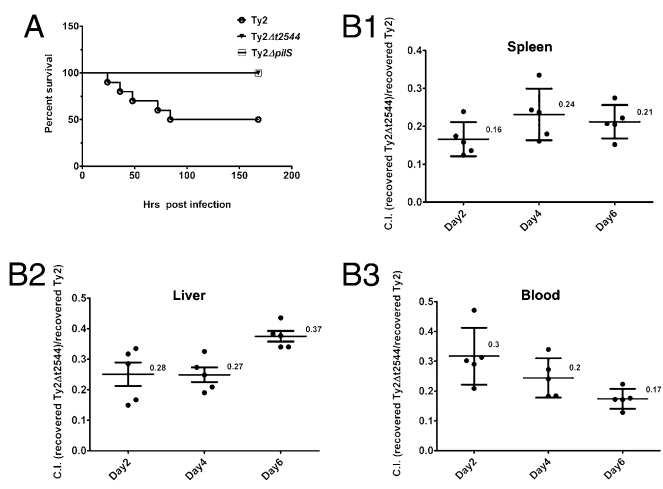 A
Ty2
Ty2Δt2544
Ty2ΔpilS
Percent survival
150
100
50
0
0 50 100 150 200
Hrs post infection
B1
Spleen
C.I. (recovered Ty2Δt2544)/recovered Ty2)
0.4
0.3
0.2
0.1
0.0
0.16
0.24
0.21
Day2 Day4 Day6
B2
Liver
C.I. (recovered Ty2Δt2544)/recovered Ty2)
0.5
0.4
0.3
0.2
0.1
0.0
0.28
0.27
0.37
Day2 Day4 Day6
B3
Blood
C.I. (recovered Ty2Δt2544/recovered Ty2)
0.5
0.4
0.3
0.2
0.1
0.0
0.3
0.2
0.17
Day2 Day4 Day6